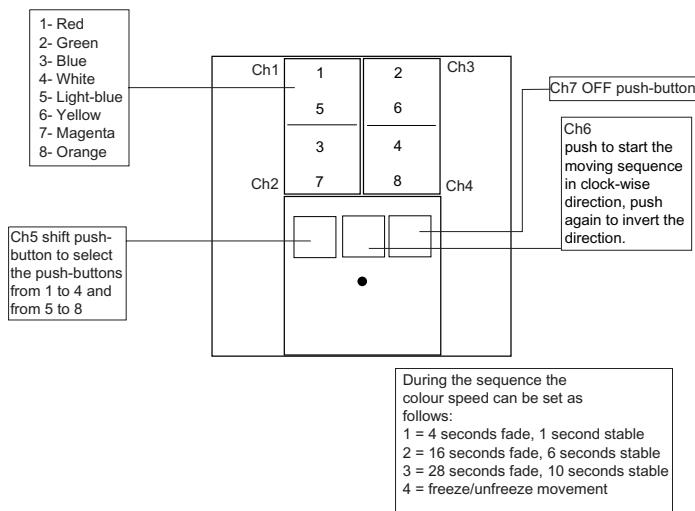 1- Red
2- Green
3- Blue
4- White
5- Light-blue
6- Yellow
7- Magenta
8- Orange
Ch1
1
2
Ch3
5
6
3
4
Ch2
7
8
Ch4
Ch7 OFF push-button
Ch6
push to start the
moving sequence
in clock-wise
direction, push
again to invert the
direction.
Ch5 shift push-
button to select
the push-buttons
from 1 to 4 and
from 5 to 8
During the sequence the
colour speed can be set as
follows:
1 = 4 seconds fade, 1 second stable
2 = 16 seconds fade, 6 seconds stable
3 = 28 seconds fade, 10 seconds stable
4 = freeze/unfreeze movement